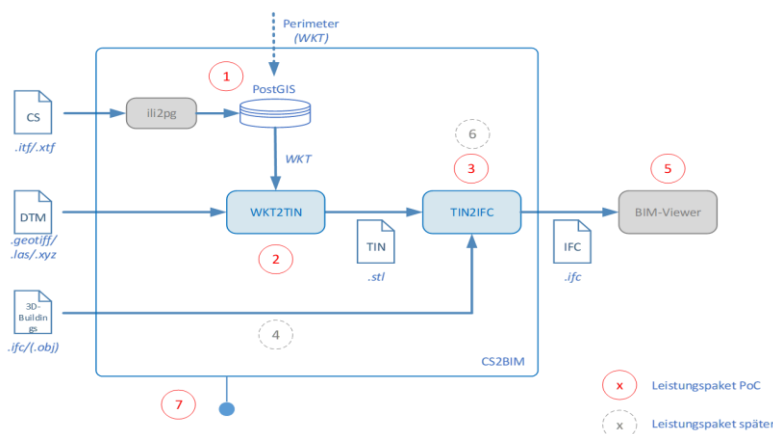 Perimeter
(WKT)
1
PostGIS
CS
.itf/.xtf
ili2pg
WKT
6
3
5
DTM
.geotiff/
.las/.xyz
WKT2TIN
TIN
.stl
TIN2IFC
IFC
.ifc
BIM-Viewer
2
3D-
Buildin
gs
.ifc/(.obj)
4
CS2BIM
7
x Leistungspaket PoC
x Leistungspaket später